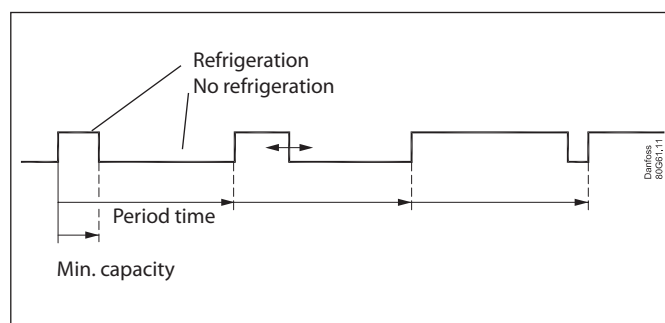 Refrigeration
No refrigeration
Danfoss
80G61.11
Period time
Min. capacity